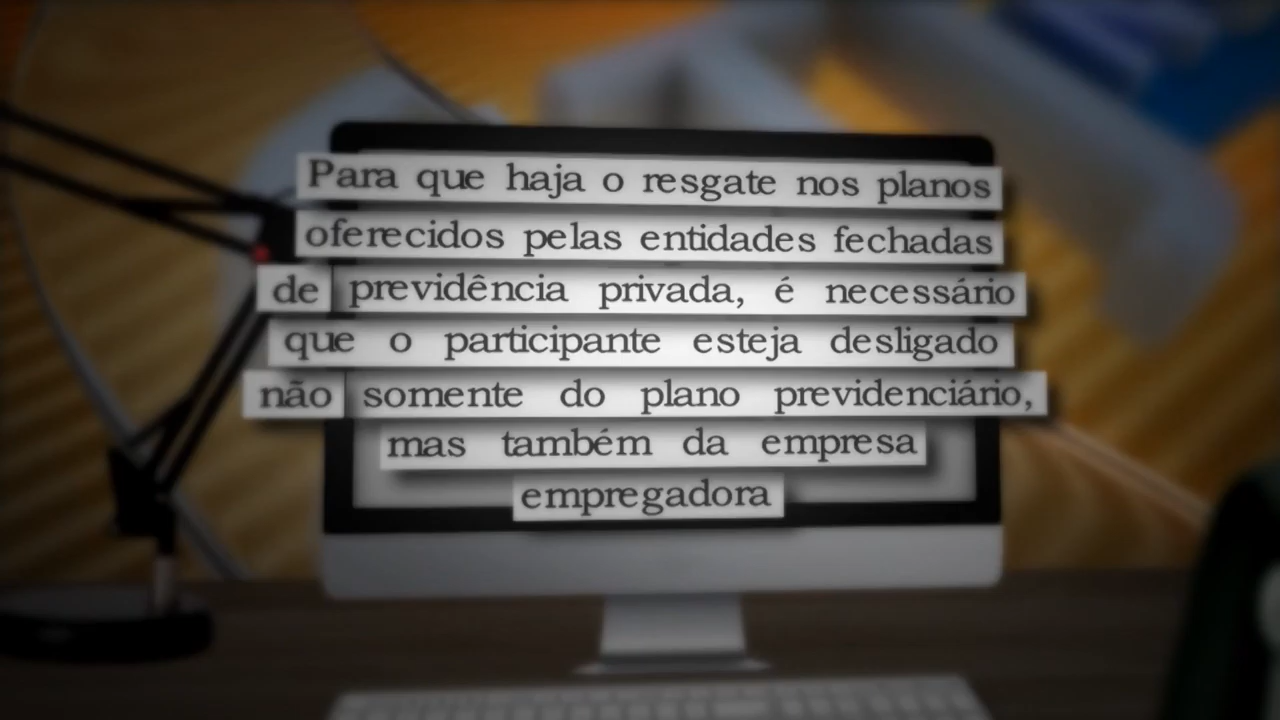 Para que haja o resgate nos planos
oferecidos pelas entidades fechadas
de previdência privada, é necessário
que o participante esteja desligado
não somente do plano previdenciário,
mas também da empresa
empregadora